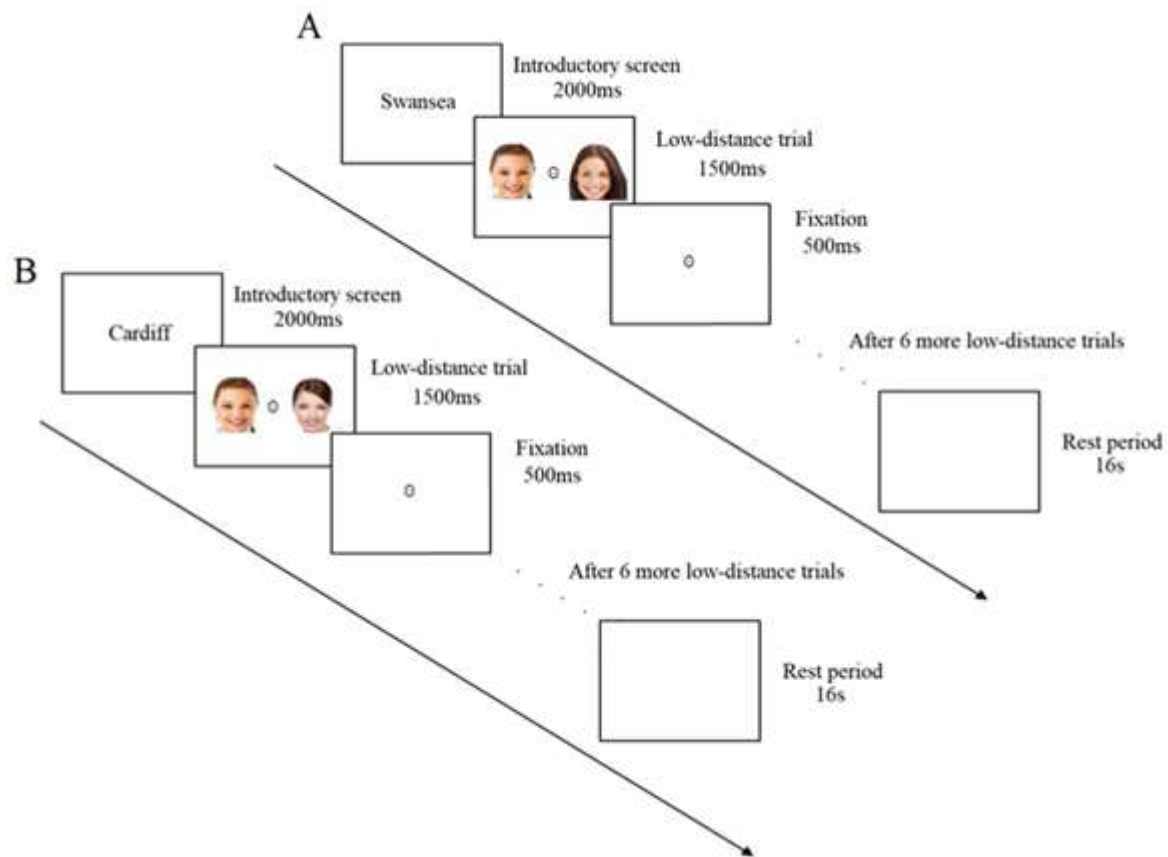 A
Swansea
Introductory screen
2000ms
Low-distance trial
1500ms
Fixation
500ms
After 6 more low-distance trials
Rest period
16s
B
Cardiff
Introductory screen
2000ms
Low-distance trial
1500ms
Fixation
500ms
After 6 more low-distance trials
Rest period
16s